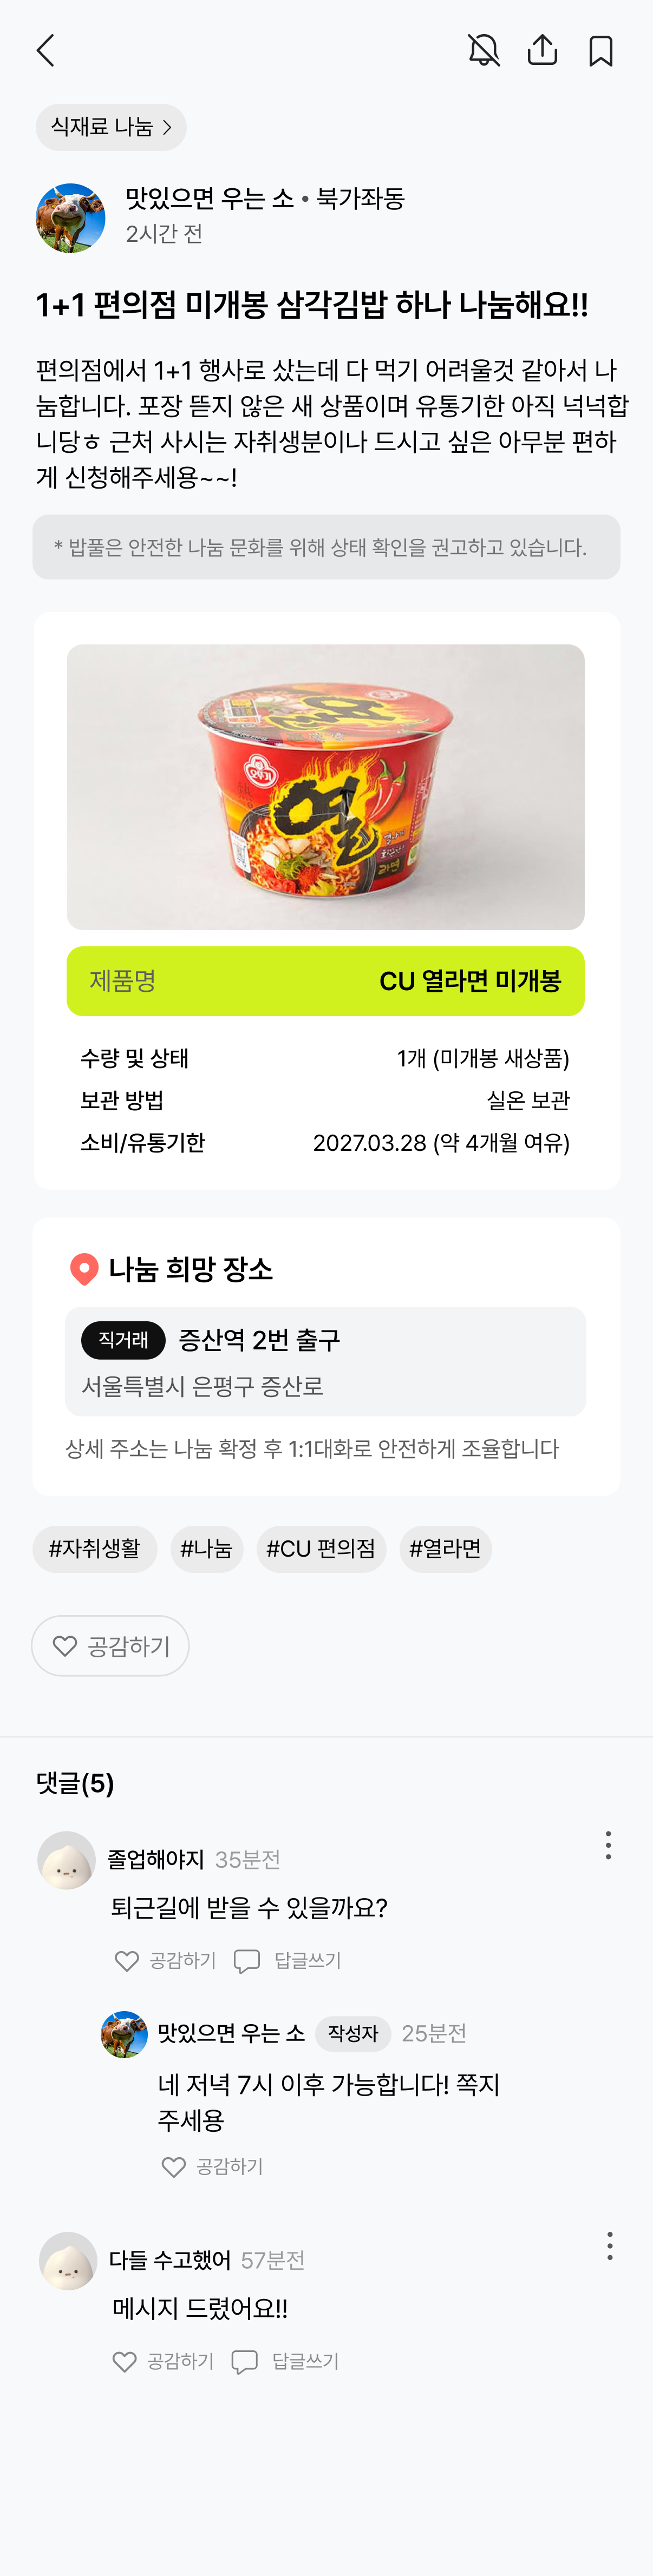 식재료 나눔 >
맛있으면 우는 소 • 북가좌동
2시간 전
1+1 편의점 미개봉 삼각김밥 하나 나눔해요!!
편의점에서 1+1 행사로 샀는데 다 먹기 어려울것 같아서 나
눔합니다. 포장 뜯지 않은 새 상품이며 유통기한 아직 넉넉합
니당ㅎ 근처 사시는 자취생분이나 드시고 싶은 아무분 편하
게 신청해주세용~~!
* 밥풀은 안전한 나눔 문화를 위해 상태 확인을 권고하고 있습니다.
오뚜기
열
라면
제품명 CU 열라면 미개봉
수량 및 상태 1개 (미개봉 새상품)
보관 방법 실온 보관
소비/유통기한 2027.03.28 (약 4개월 여유)
나눔 희망 장소
직거래 증산역 2번 출구
서울특별시 은평구 증산로
상세 주소는 나눔 확정 후 1:1대화로 안전하게 조율합니다
#자취생활 #나눔 #CU 편의점 #열라면
공감하기
댓글(5)
졸업해야지 35분전
퇴근길에 받을 수 있을까요?
공감하기 답글쓰기
맛있으면 우는 소 작성자 25분전
네 저녁 7시 이후 가능합니다! 쪽지
주세용
공감하기
다들 수고했어 57분전
메시지 드렸어요!!
공감하기 답글쓰기